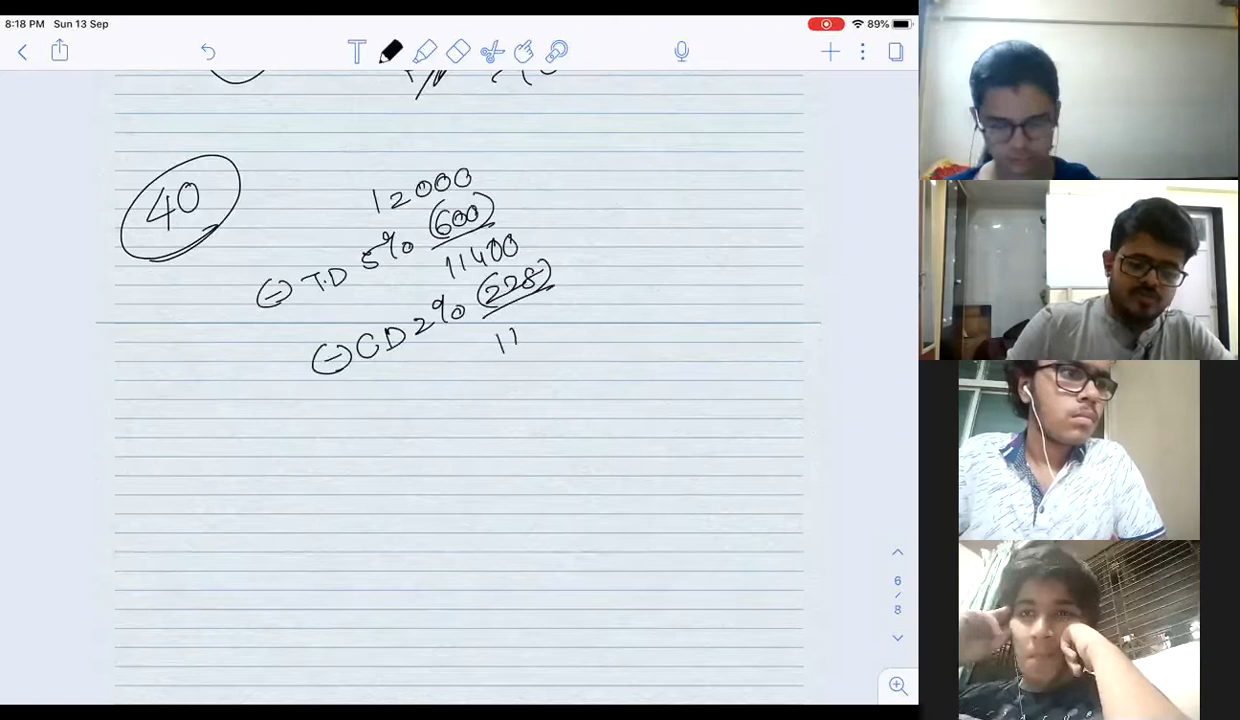 8:18 PM Sun 13 Sep
89%
T
40
12000
(-) T.D 5% (600)
11400
(-) CD 2% (228)
11
6
/
8